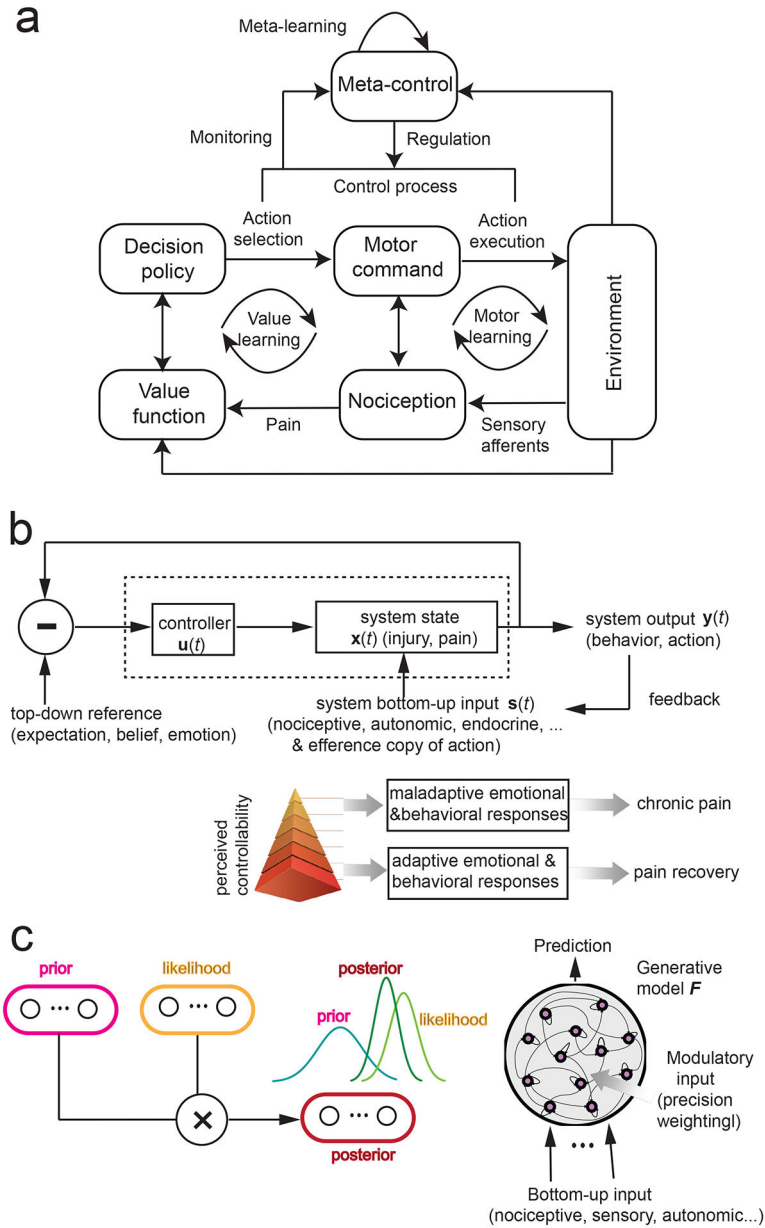 a
Meta-learning
Meta-control
Monitoring
Regulation
Control process
Action
selection
Action
execution
Decision
policy
Motor
command
Environment
Value
learning
Motor
learning
Value
function
Pain
Nociception
Sensory
afferents
b
−
controller
u(t)
system state
x(t) (injury, pain)
system output y(t)
(behavior, action)
top-down reference
(expectation, belief, emotion)
system bottom-up input s(t)
(nociceptive, autonomic, endocrine, ...
& efference copy of action)
feedback
perceived
controllability
maladaptive emotional
&behavioral responses
chronic pain
adaptive emotional &
behavioral responses
pain recovery
c
prior
...
likelihood
...
×
posterior
prior
likelihood
...
posterior
Prediction
Generative
model F
Modulatory
input
(precision
weightingl)
...
Bottom-up input
(nociceptive, sensory, autonomic...)